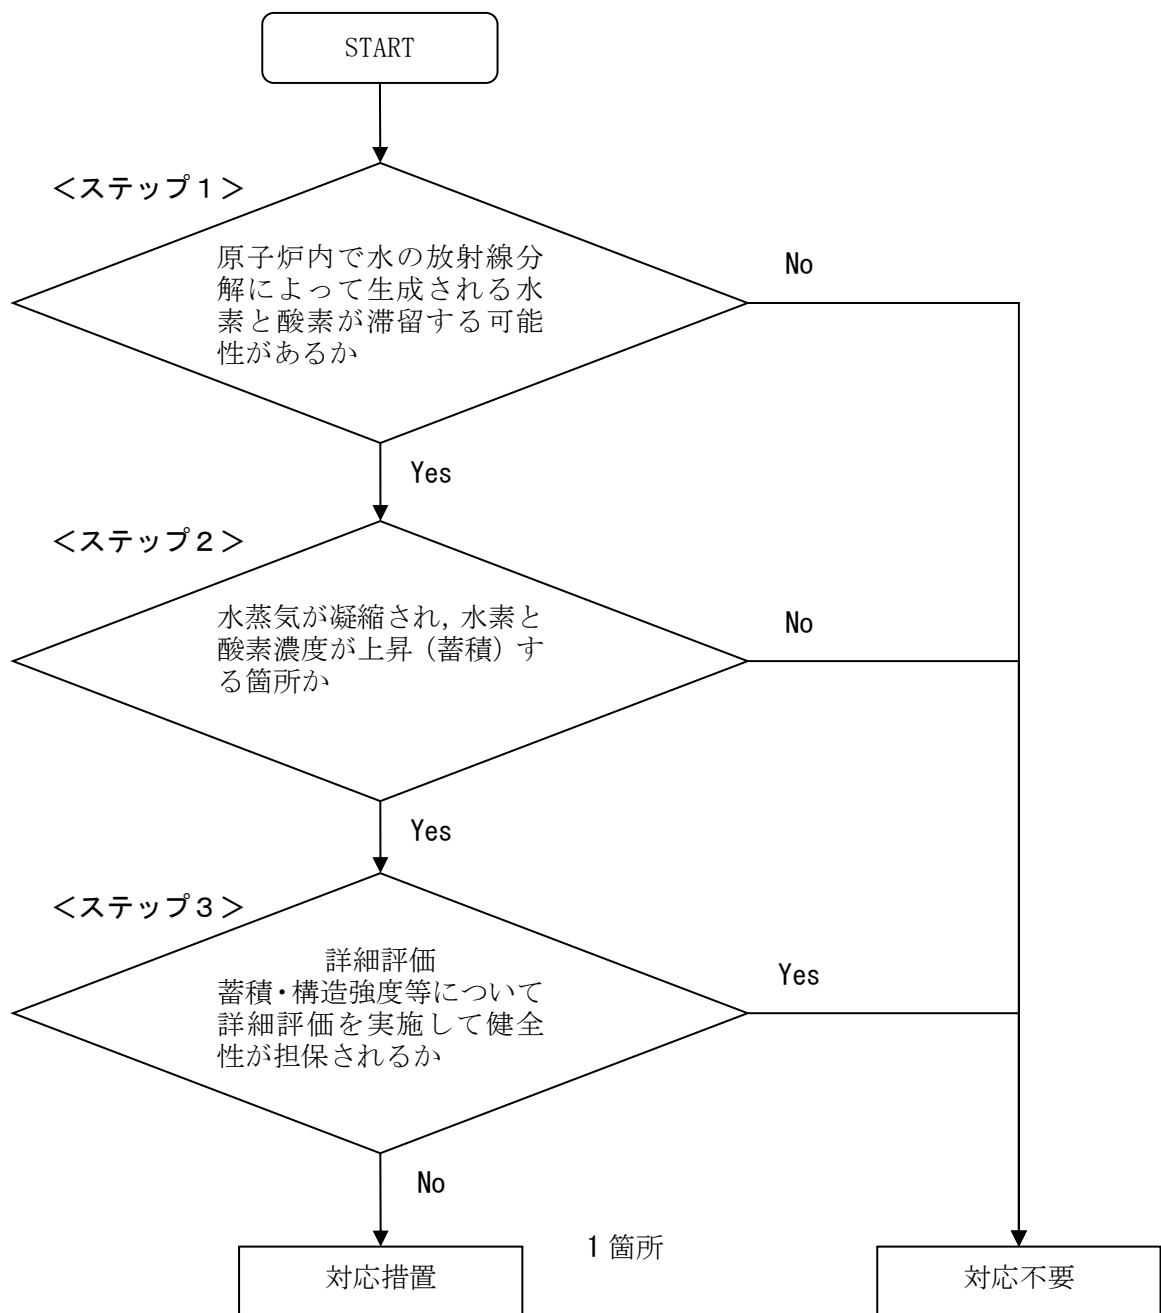 START
＜ステップ１＞
原子炉内で水の放射線分
解によって生成される水
素と酸素が滞留する可能
性があるか
No
Yes
＜ステップ２＞
水蒸気が凝縮され，水素と
酸素濃度が上昇（蓄積）す
る箇所か
No
Yes
＜ステップ３＞
詳細評価
蓄積・構造強度等について
詳細評価を実施して健全
性が担保されるか
Yes
No
1 箇所
対応措置
対応不要